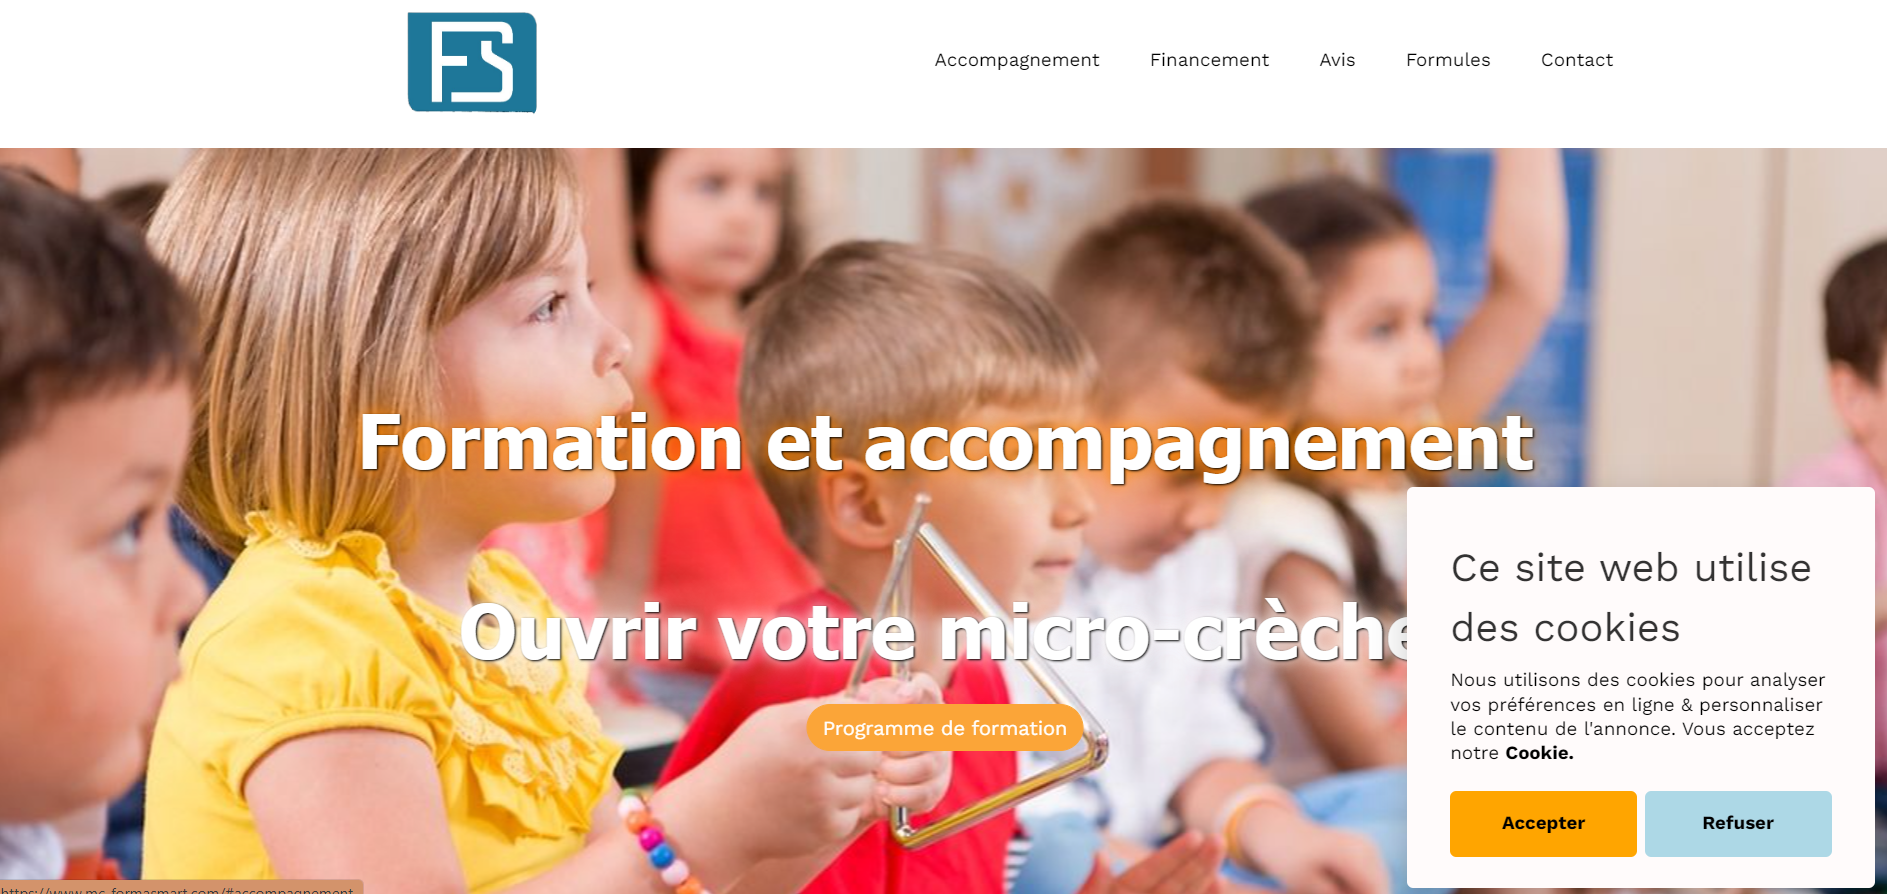 FS
Accompagnement Financement Avis Formules Contact
Formation et accompagnement
Ouvrir votre micro-crèche
Programme de formation
Ce site web utilise
des cookies
Nous utilisons des cookies pour analyser
vos préférences en ligne & personnaliser
le contenu de l'annonce. Vous acceptez
notre Cookie.
Accepter Refuser
https://www.mc-formasmart.com/#accompagnement